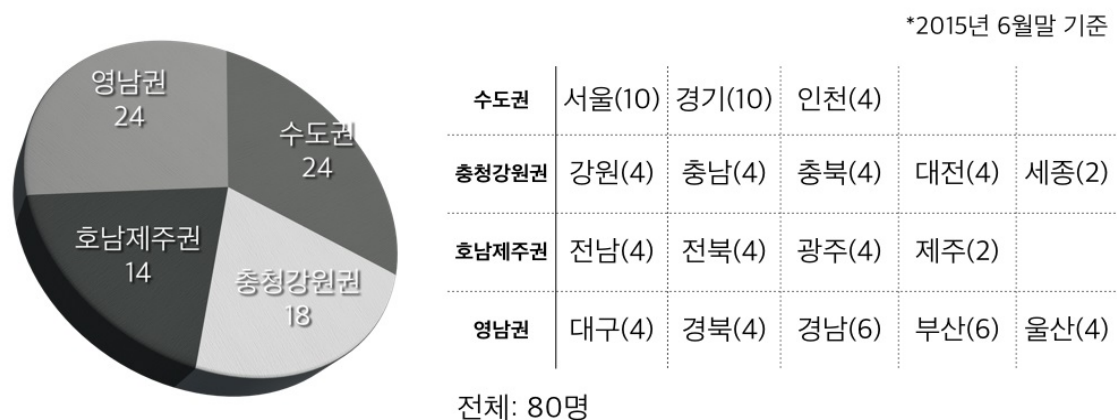 *2015년 6월말 기준
영남권
24
수도권
24
호남제주권
14
충청강원권
18
수도권 서울(10) 경기(10) 인천(4)
충청강원권 강원(4) 충남(4) 충북(4) 대전(4) 세종(2)
호남제주권 전남(4) 전북(4) 광주(4) 제주(2)
영남권 대구(4) 경북(4) 경남(6) 부산(6) 울산(4)
전체: 80명